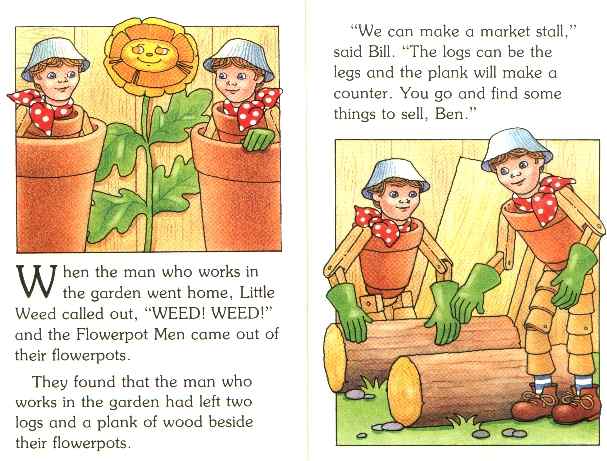 When the man who works in
the garden went home, Little
Weed called out, “WEED! WEED!”
and the Flowerpot Men came out of
their flowerpots.
They found that the man who
works in the garden had left two
logs and a plank of wood beside
their flowerpots.
“We can make a market stall,”
said Bill. “The logs can be the
legs and the plank will make a
counter. You go and find some
things to sell, Ben.”